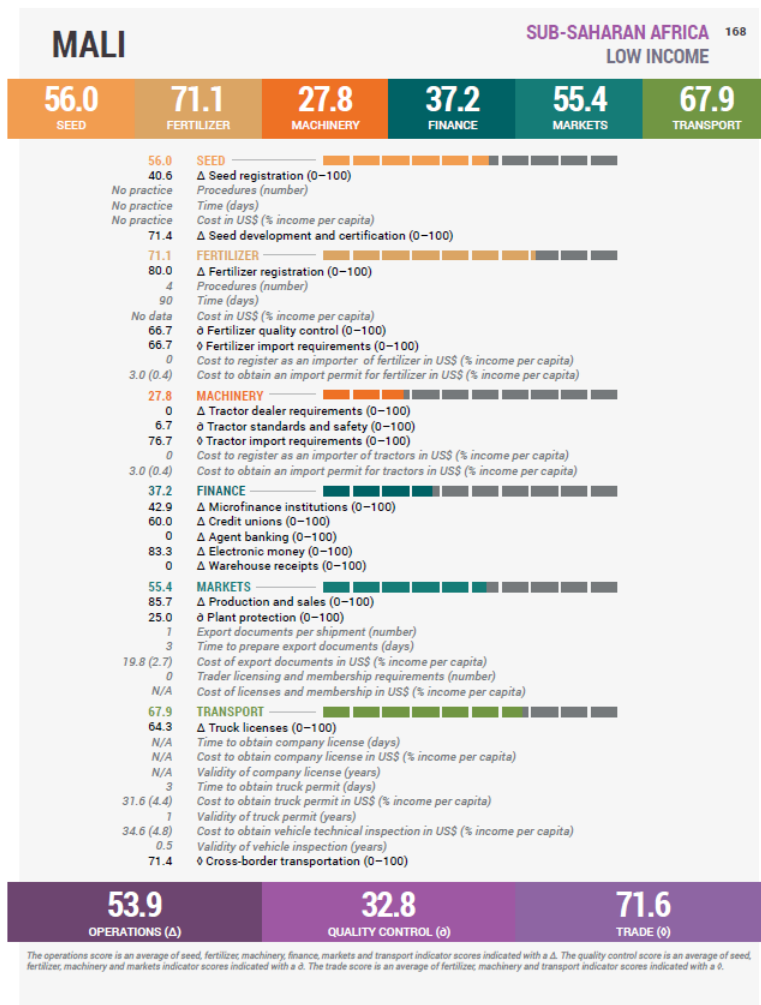 MALI
SUB-SAHARAN AFRICA 168
LOW INCOME
56.0 71.1 27.8 37.2 55.4 67.9
SEED FERTILIZER MACHINERY FINANCE MARKETS TRANSPORT
56.0 SEED
40.6 Δ Seed registration (0–100)
No practice Procedures (number)
No practice Time (days)
No practice Cost in US$ (% income per capita)
71.4 Δ Seed development and certification (0–100)
71.1 FERTILIZER
80.0 Δ Fertilizer registration (0–100)
4 Procedures (number)
90 Time (days)
No data Cost in US$ (% income per capita)
66.7 ∂ Fertilizer quality control (0–100)
66.7 ◊ Fertilizer import requirements (0–100)
0 Cost to register as an importer of fertilizer in US$ (% income per capita)
3.0 (0.4) Cost to obtain an import permit for fertilizer in US$ (% income per capita)
27.8 MACHINERY
0 Δ Tractor dealer requirements (0–100)
6.7 ∂ Tractor standards and safety (0–100)
76.7 ◊ Tractor import requirements (0–100)
0 Cost to register as an importer of tractors in US$ (% income per capita)
3.0 (0.4) Cost to obtain an import permit for tractors in US$ (% income per capita)
37.2 FINANCE
42.9 Δ Microfinance institutions (0–100)
60.0 Δ Credit unions (0–100)
0 Δ Agent banking (0–100)
83.3 Δ Electronic money (0–100)
0 Δ Warehouse receipts (0–100)
55.4 MARKETS
85.7 Δ Production and sales (0–100)
25.0 ∂ Plant protection (0–100)
1 Export documents per shipment (number)
3 Time to prepare export documents (days)
19.8 (2.7) Cost of export documents in US$ (% income per capita)
0 Trader licensing and membership requirements (number)
N/A Cost of licenses and membership in US$ (% income per capita)
67.9 TRANSPORT
64.3 Δ Truck licenses (0–100)
N/A Time to obtain company license (days)
N/A Cost to obtain company license in US$ (% income per capita)
N/A Validity of company license (years)
3 Time to obtain truck permit (days)
31.6 (4.4) Cost to obtain truck permit in US$ (% income per capita)
1 Validity of truck permit (years)
34.6 (4.8) Cost to obtain vehicle technical inspection in US$ (% income per capita)
0.5 Validity of vehicle inspection (years)
71.4 ◊ Cross-border transportation (0–100)
53.9 32.8 71.6
OPERATIONS (Δ) QUALITY CONTROL (∂) TRADE (◊)
The operations score is an average of seed, fertilizer, machinery, finance, markets and transport indicator scores indicated with a Δ. The quality control score is an average of seed,
fertilizer, machinery and markets indicator scores indicated with a ∂. The trade score is an average of fertilizer, machinery and transport indicator scores indicated with a ◊.